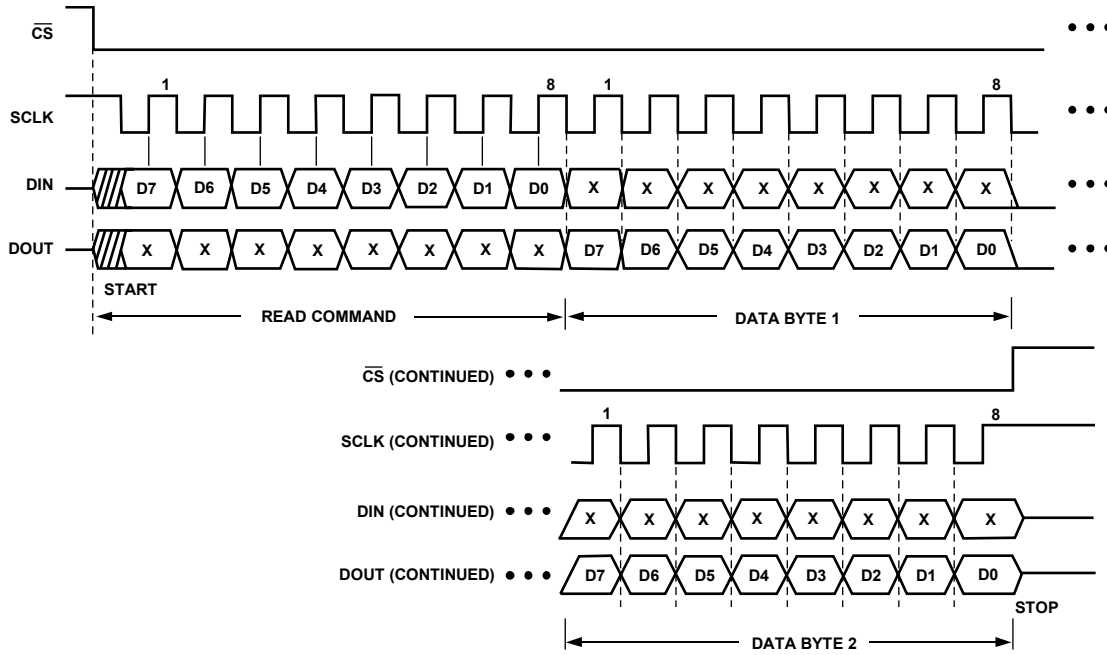 CS
1 8 1 8
SCLK
DIN D7 D6 D5 D4 D3 D2 D1 D0 X X X X X X X X
DOUT X X X X X X X X D7 D6 D5 D4 D3 D2 D1 D0
START
READ COMMAND DATA BYTE 1
CS (CONTINUED)
1 8
SCLK (CONTINUED)
DIN (CONTINUED) X X X X X X X X
DOUT (CONTINUED) D7 D6 D5 D4 D3 D2 D1 D0
STOP
DATA BYTE 2